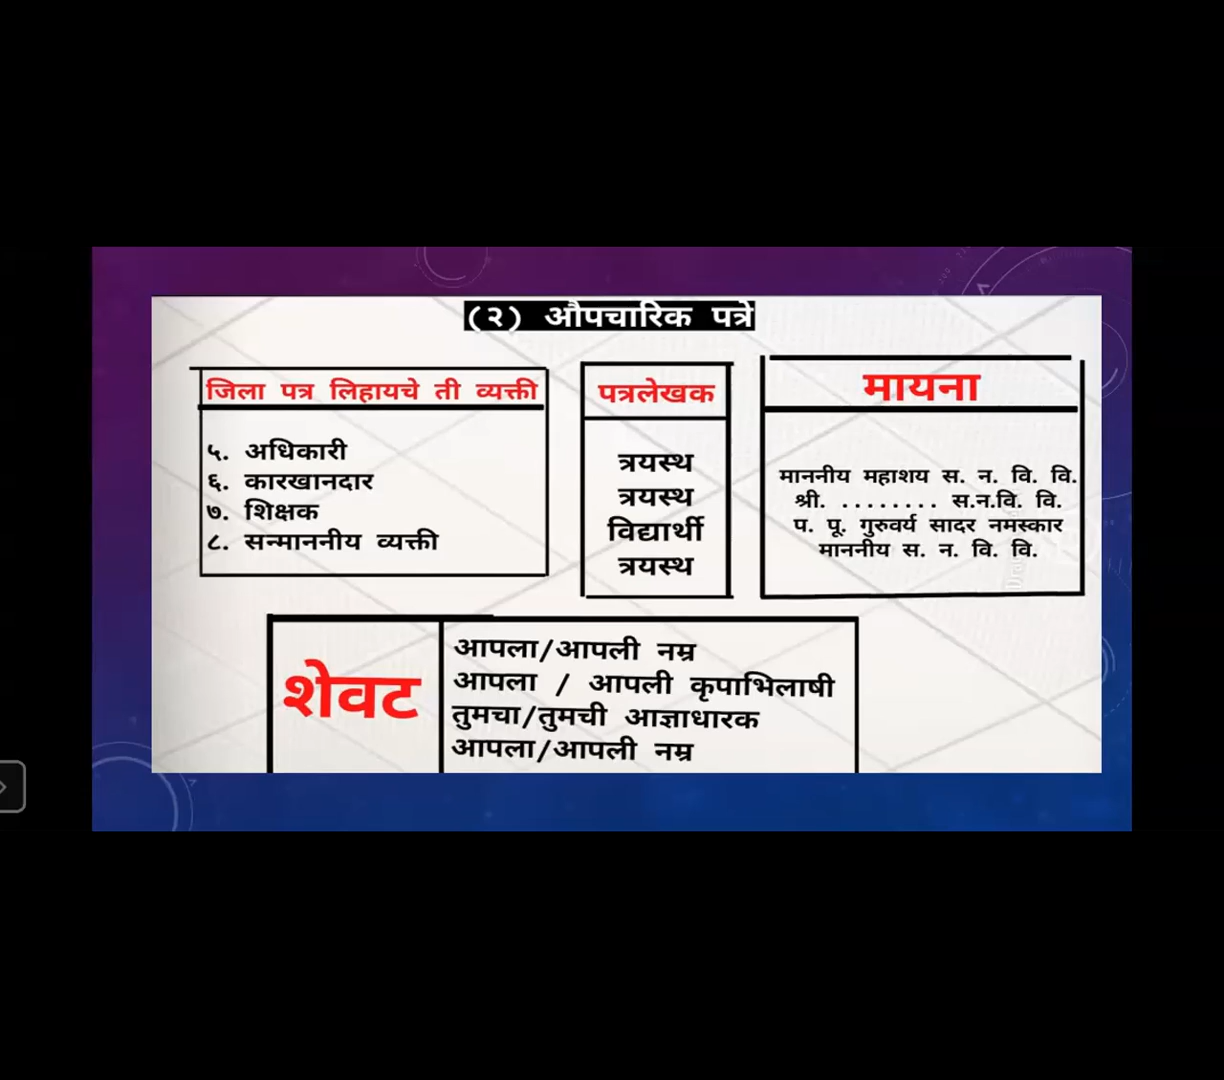 (२) औपचारिक पत्रे
जिला पत्र लिहायचे ती व्यक्ती
५. अधिकारी
६. कारखानदार
७. शिक्षक
८. सन्माननीय व्यक्ती
पत्रलेखक
त्रयस्थ
त्रयस्थ
विद्यार्थी
त्रयस्थ
मायना
माननीय महाशय स. न. वि. वि.
श्री. ........ स.न.वि. वि.
प. पू. गुरुवर्य सादर नमस्कार
माननीय स. न. वि. वि.
शेवट
आपला/आपली नम्र
आपला / आपली कृपाभिलाषी
तुमचा/तुमची आज्ञाधारक
आपला/आपली नम्र